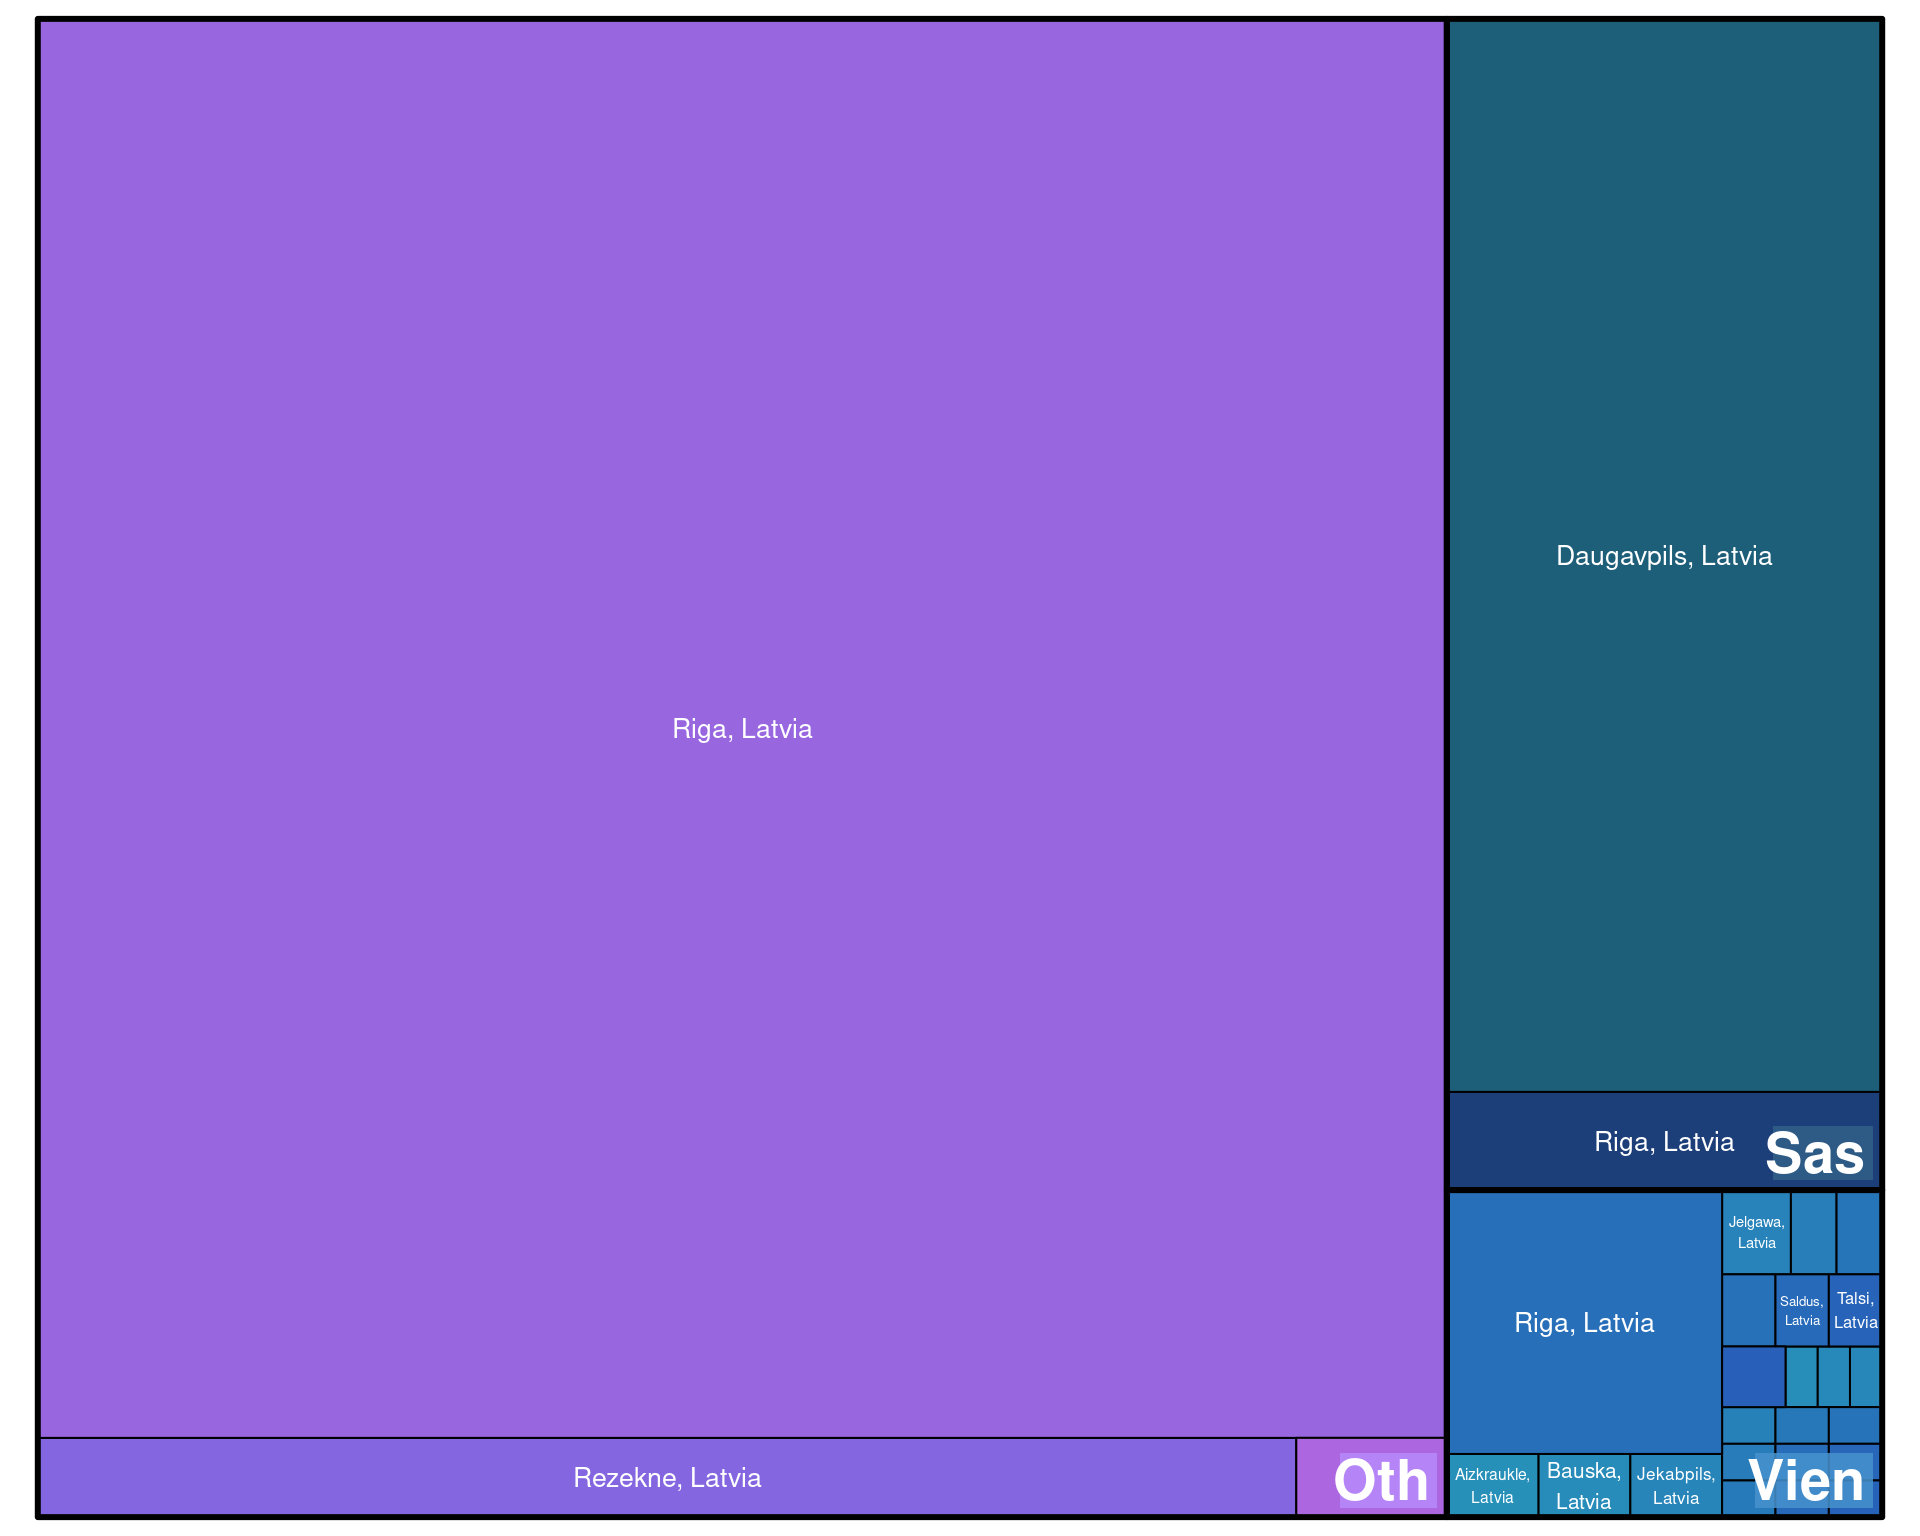 Riga, Latvia
Rezekne, Latvia
Oth
Daugavpils, Latvia
Riga, Latvia
Sas
Riga, Latvia
Jelgawa,
Latvia
Saldus,
Latvia
Talsi,
Latvia
Aizkraukle,
Latvia
Bauska,
Latvia
Jekabpils,
Latvia
Vien